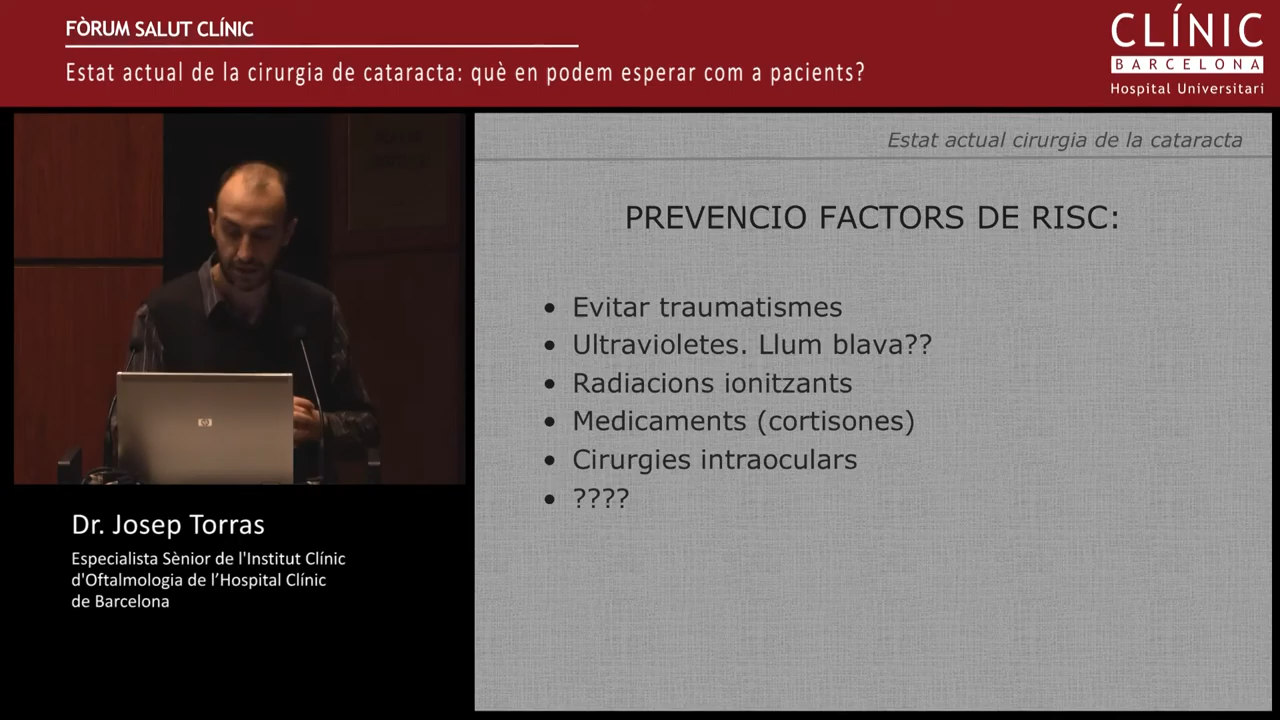 FÒRUM SALUT CLÍNIC
Estat actual de la cirurgia de cataracta: què en podem esperar com a pacients?
CLÍNIC
BARCELONA
Hospital Universitari
Estat actual cirurgia de la cataracta
PREVENCIO FACTORS DE RISC:
• Evitar traumatismes
• Ultravioletes. Llum blava??
• Radiacions ionitzants
• Medicaments (cortisones)
• Cirurgies intraoculars
• ????
hp
Dr. Josep Torras
Especialista Sènior de l'Institut Clínic
d'Oftalmologia de l’Hospital Clínic
de Barcelona